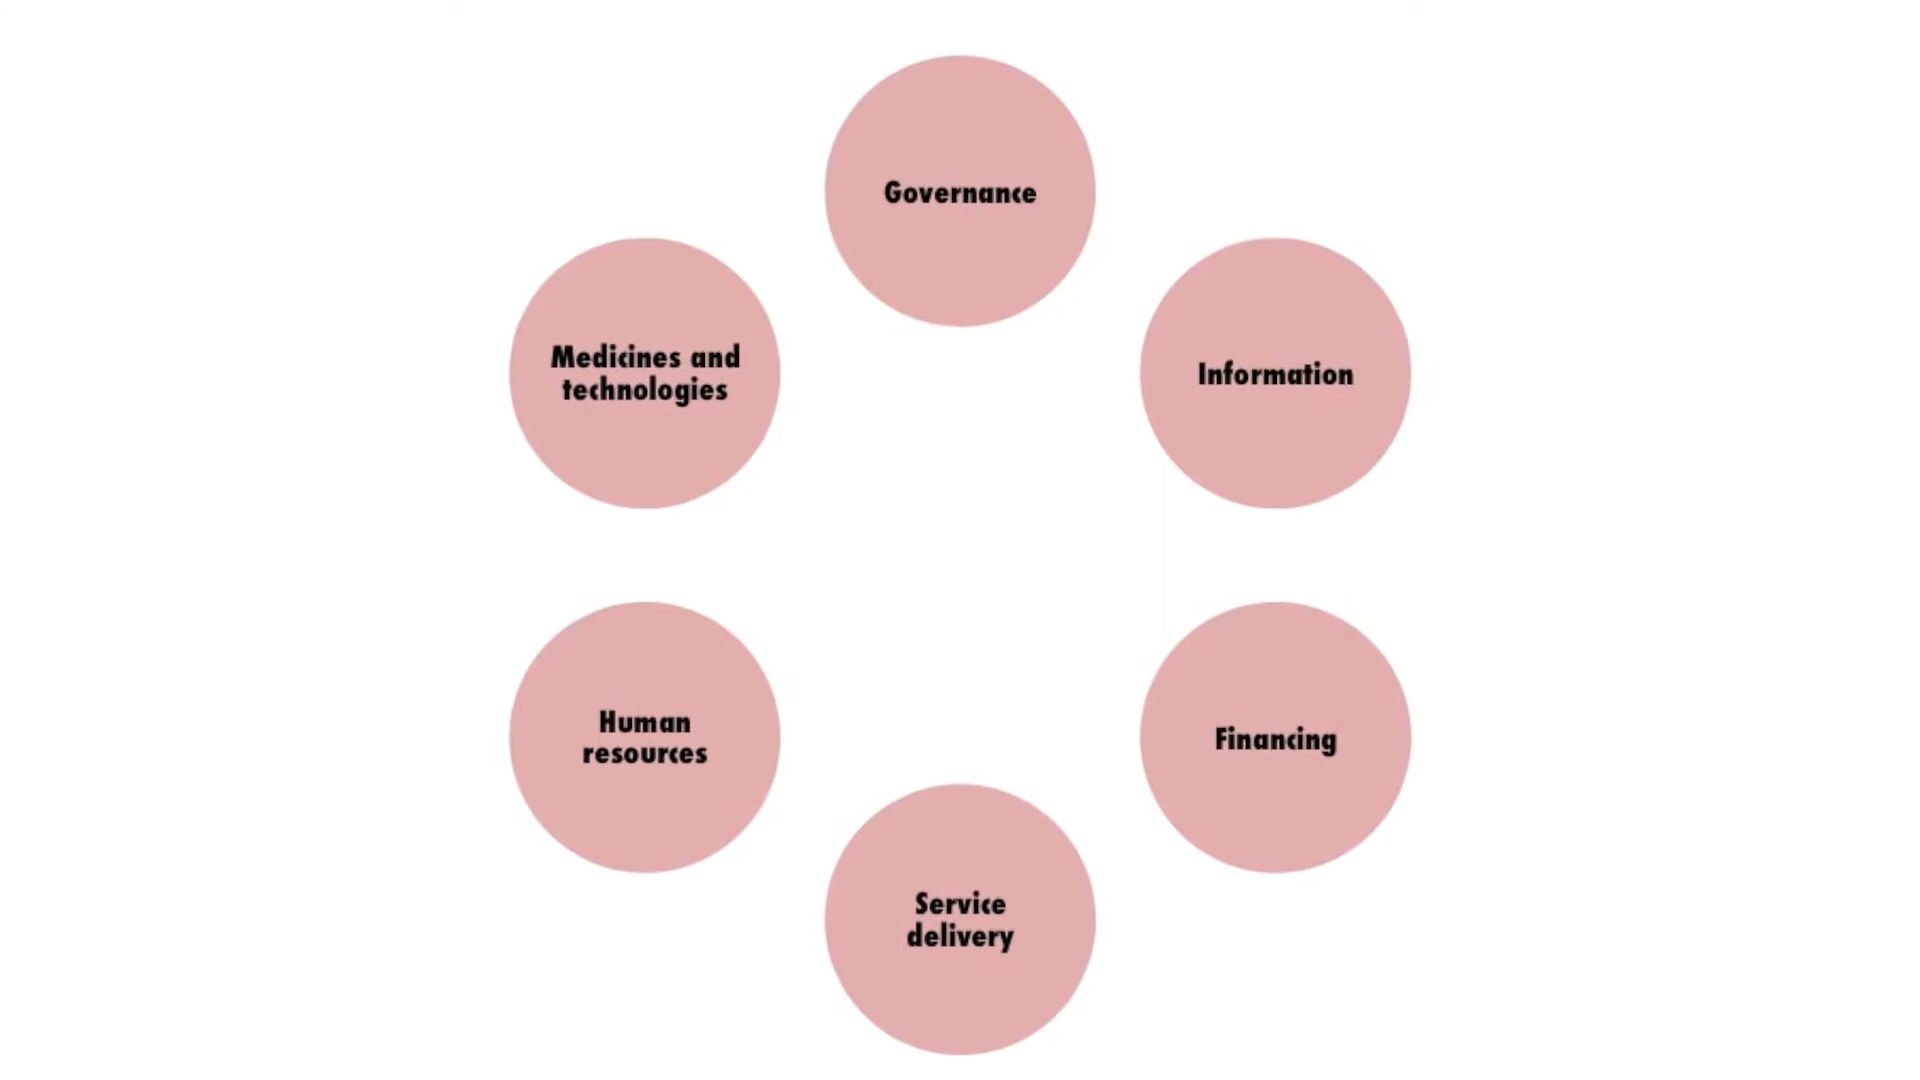 Governance
Medicines and
technologies
Information
Human
resources
Financing
Service
delivery